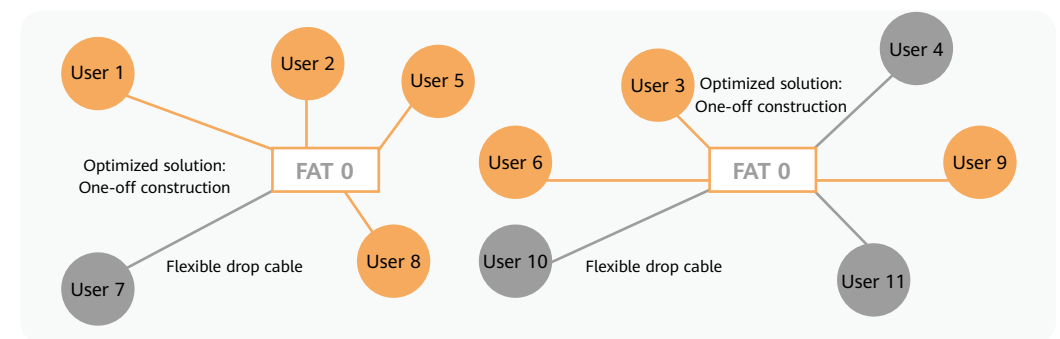 User 1
User 2
User 5
Optimized solution:
One-off construction
FAT 0
User 7
Flexible drop cable
User 8
User 3
Optimized solution:
One-off construction
User 4
User 6
FAT 0
User 9
User 10
Flexible drop cable
User 11